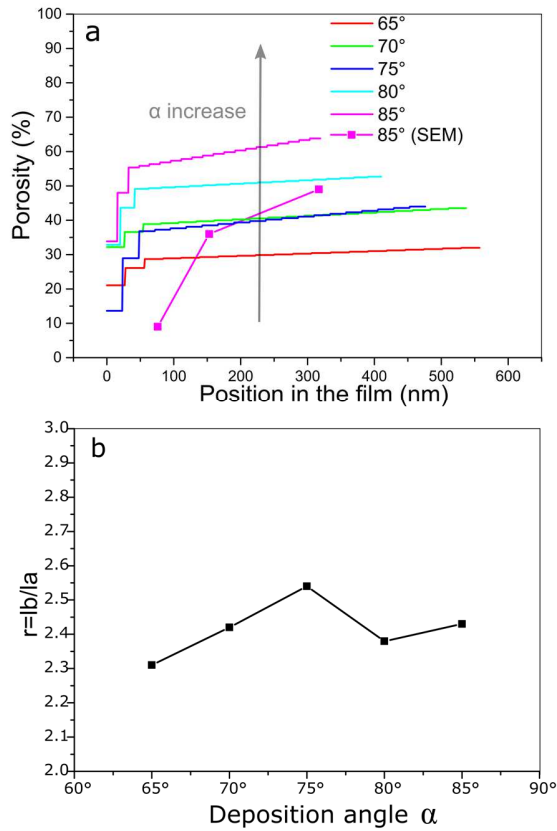 a
65°
70°
75°
80°
85°
85° (SEM)
α increase
Porosity (%)
100
90
80
70
60
50
40
30
20
10
0
0 100 200 300 400 500 600
Position in the film (nm)
b
r=lb/la
3.0
2.9
2.8
2.7
2.6
2.5
2.4
2.3
2.2
2.1
2.0
60° 65° 70° 75° 80° 85° 90°
Deposition angle α